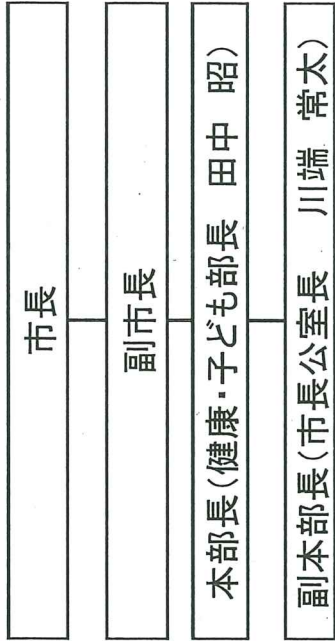 市長
副市長
本部長(健康・子ども部長　田中　昭)
副本部長(市長公室長　川端　常太)